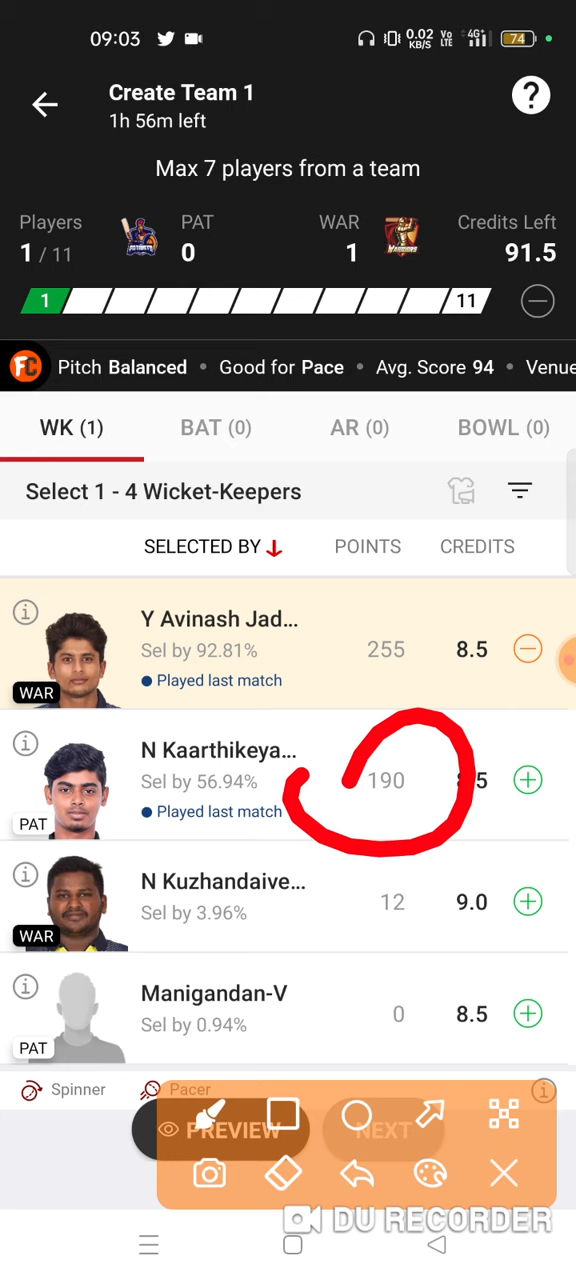 09:03 0.02 KB/S Vo LTE 4G+ 74
Create Team 1
1h 56m left
?
Max 7 players from a team
Players PAT WAR Credits Left
1 / 11 0 1 91.5
1 11
FC Pitch Balanced • Good for Pace • Avg. Score 94 • Venue
WK (1) BAT (0) AR (0) BOWL (0)
Select 1 - 4 Wicket-Keepers
SELECTED BY POINTS CREDITS
Y Avinash Jad...
Sel by 92.81% 255 8.5
Played last match
WAR
N Kaarthikeya...
Sel by 56.94% 190
Played last match
PAT
N Kuzhandaive...
Sel by 3.96% 12 9.0
WAR
Manigandan-V
Sel by 0.94% 0 8.5
PAT
Spinner Pacer
PREVIEW NEXT
DU RECORDER